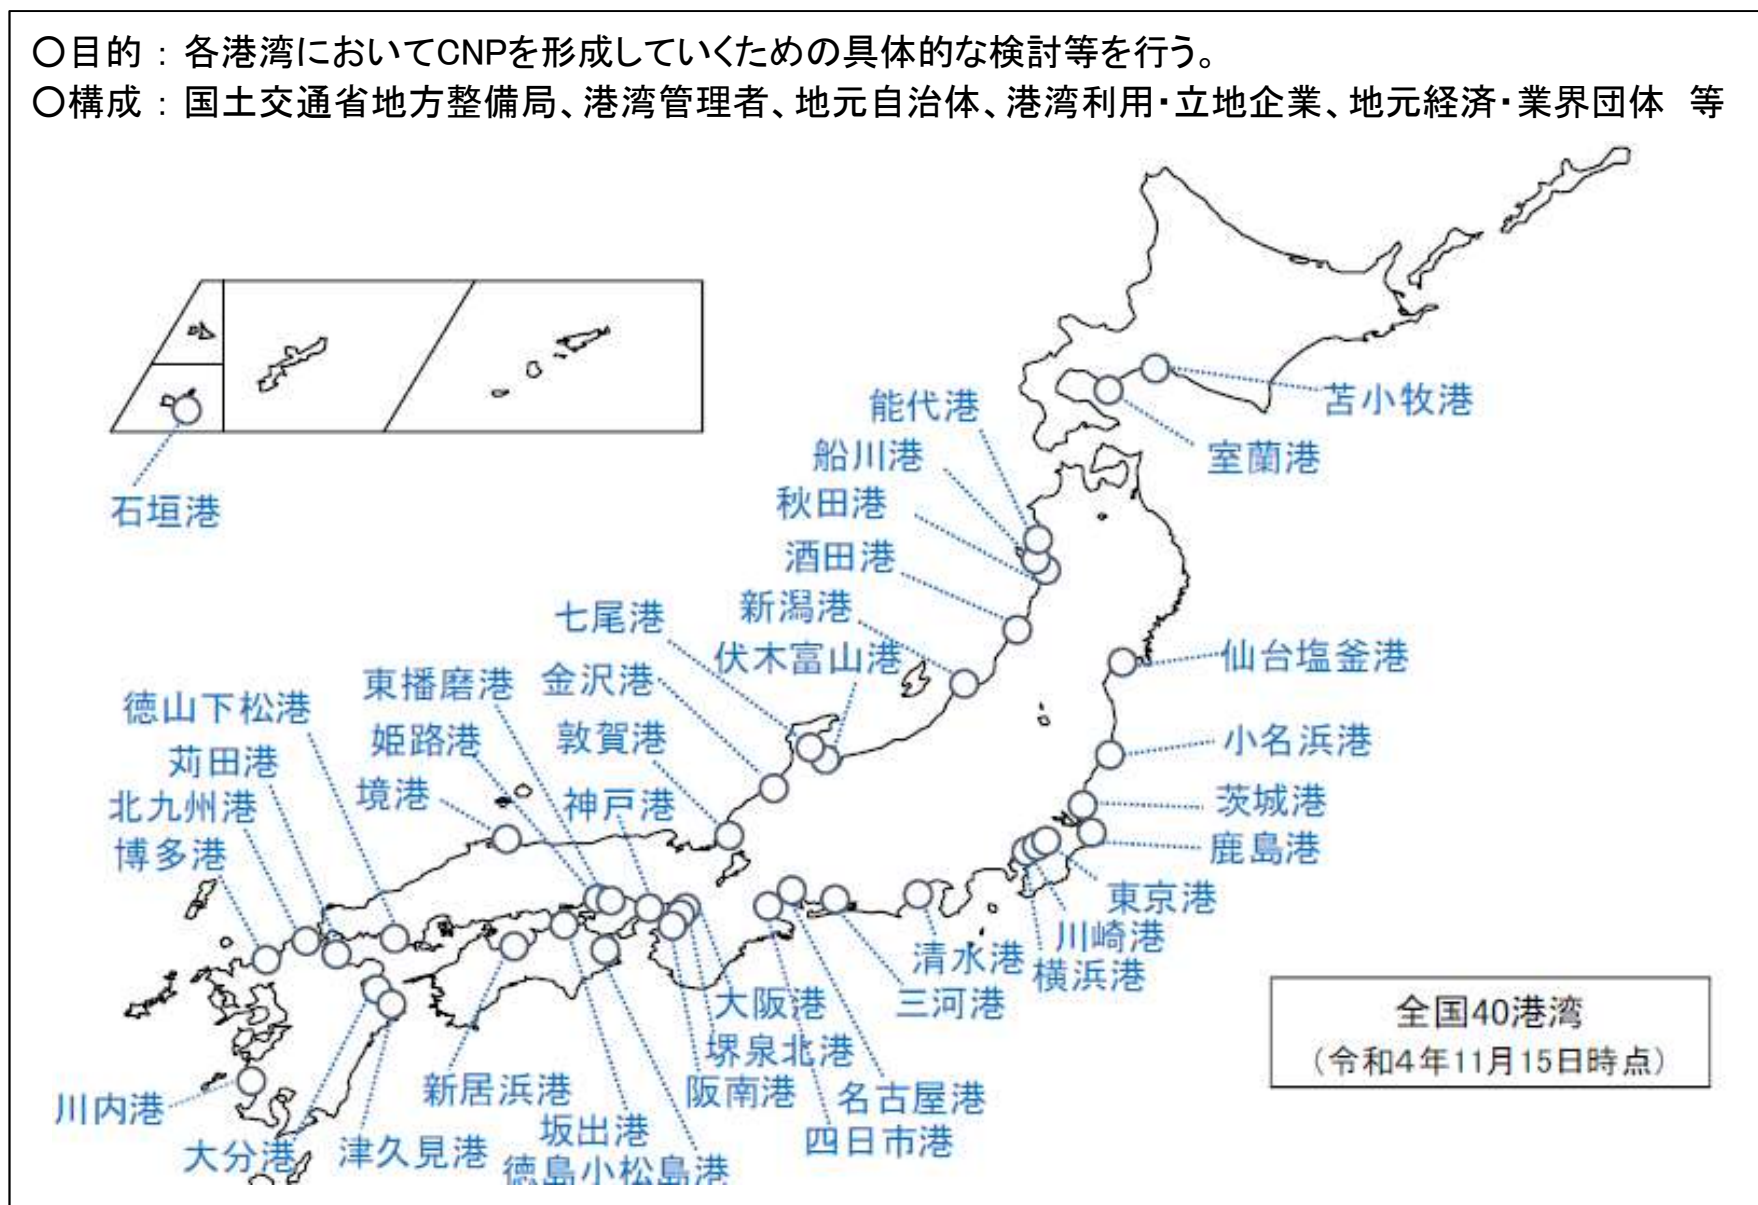 〇目的 ： 各港湾においてCNPを形成していくための具体的な検討等を行う。
〇構成 ： 国土交通省地方整備局、港湾管理者、地元自治体、港湾利用・立地企業、地元経済・業界団体　等
苫小牧港
能代港
室蘭港
船川港
秋田港
石垣港
酒田港
新潟港
七尾港
伏木富山港
仙台塩釜港
東播磨港
金沢港
徳山下松港
姫路港
敦賀港
小名浜港
苅田港
境港
神戸港
北九州港
茨城港
博多港
鹿島港
東京港
川崎港
清水港
横浜港
大阪港
三河港
堺泉北港
新居浜港
阪南港
名古屋港
川内港
坂出港
四日市港
大分港
津久見港
徳島小松島港
全国40港湾
（令和4年11月15日時点）